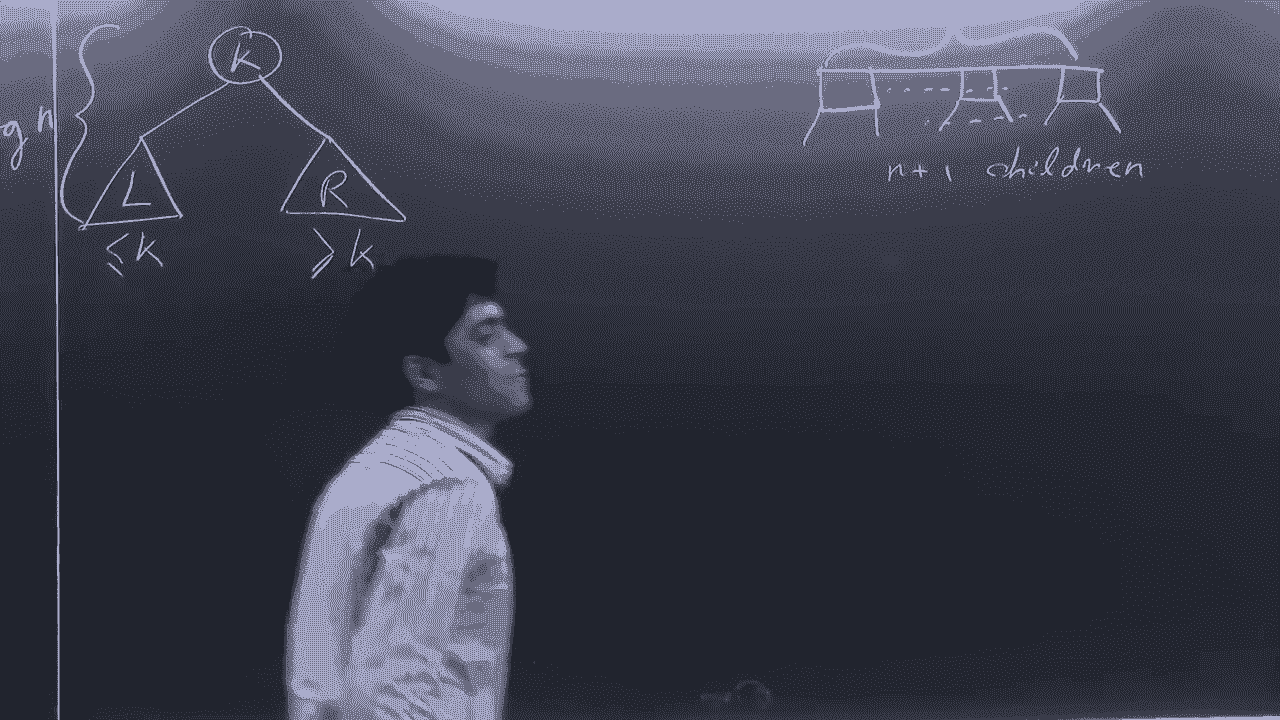 g n
k
L
R
≤ k
> k
n + 1 children